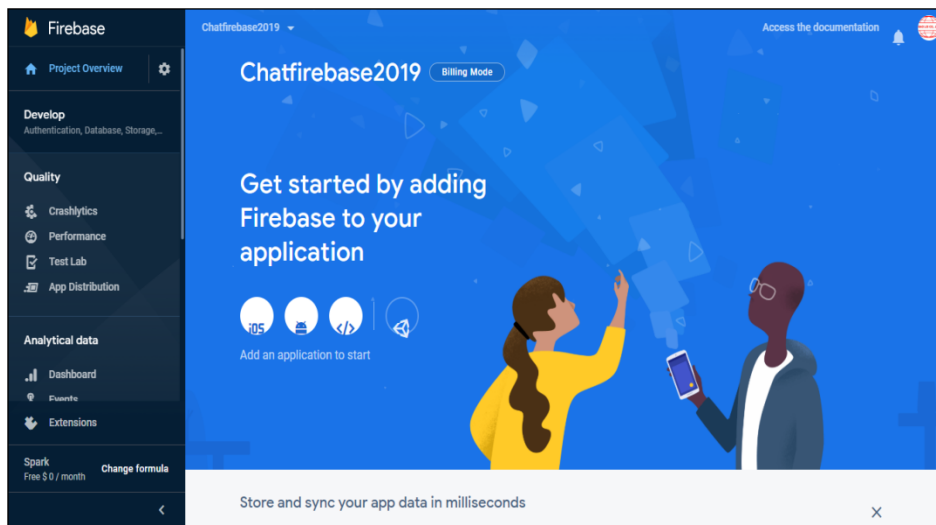 Firebase
Project Overview
Develop
Authentication, Database, Storage,...
Quality
Crashlytics
Performance
Test Lab
App Distribution
Analytical data
Dashboard
Events
Extensions
Spark
Free $ 0 / month
Change formula
Chatfirebase2019
Access the documentation
Chatfirebase2019
Billing Mode
Get started by adding
Firebase to your
application
iOS
</>
Add an application to start
Store and sync your app data in milliseconds